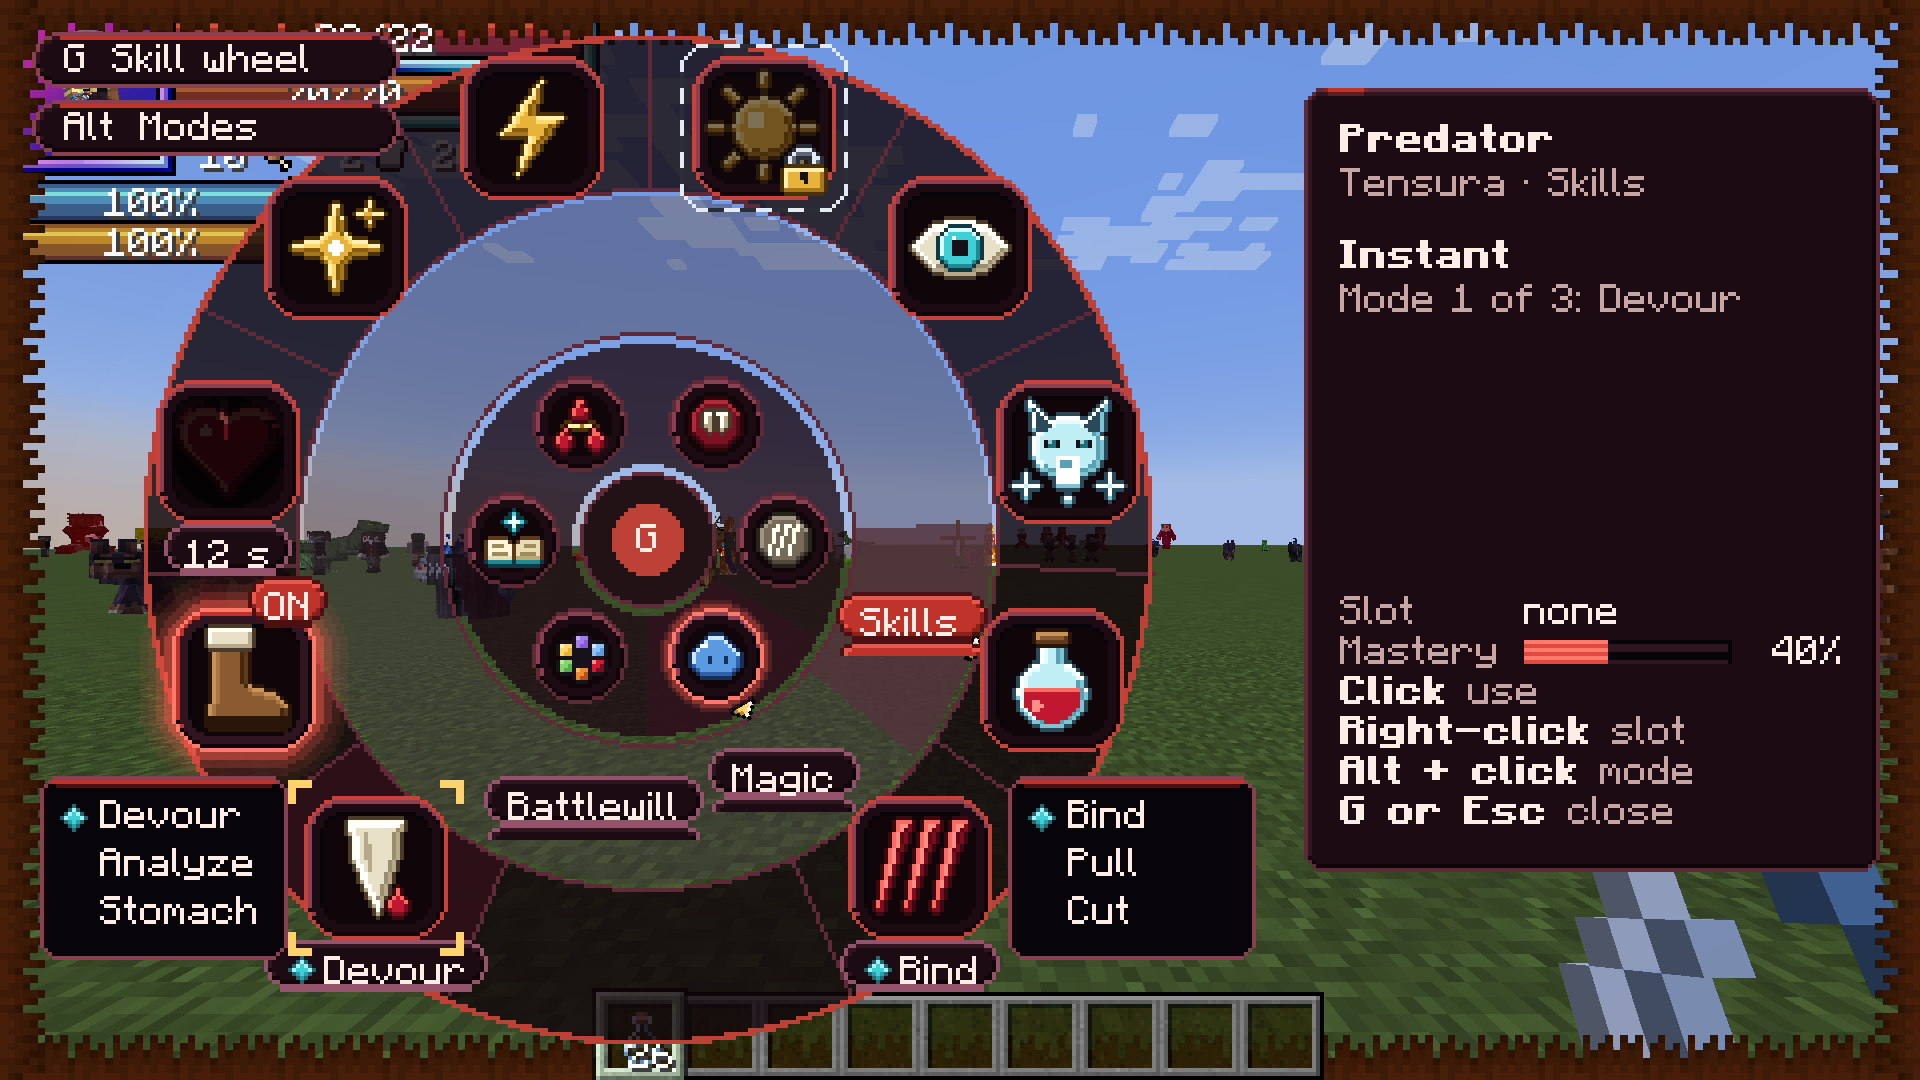 G Skill wheel
Alt Modes
100%
100%
12 s
ON
G
Skills
Magic
Battlewill
Devour
Analyze
Stomach
Devour
Bind
Pull
Cut
Bind
Predator
Tensura · Skills
Instant
Mode 1 of 3: Devour
Slot none
Mastery 40%
Click use
Right-click slot
Alt + click mode
G or Esc close